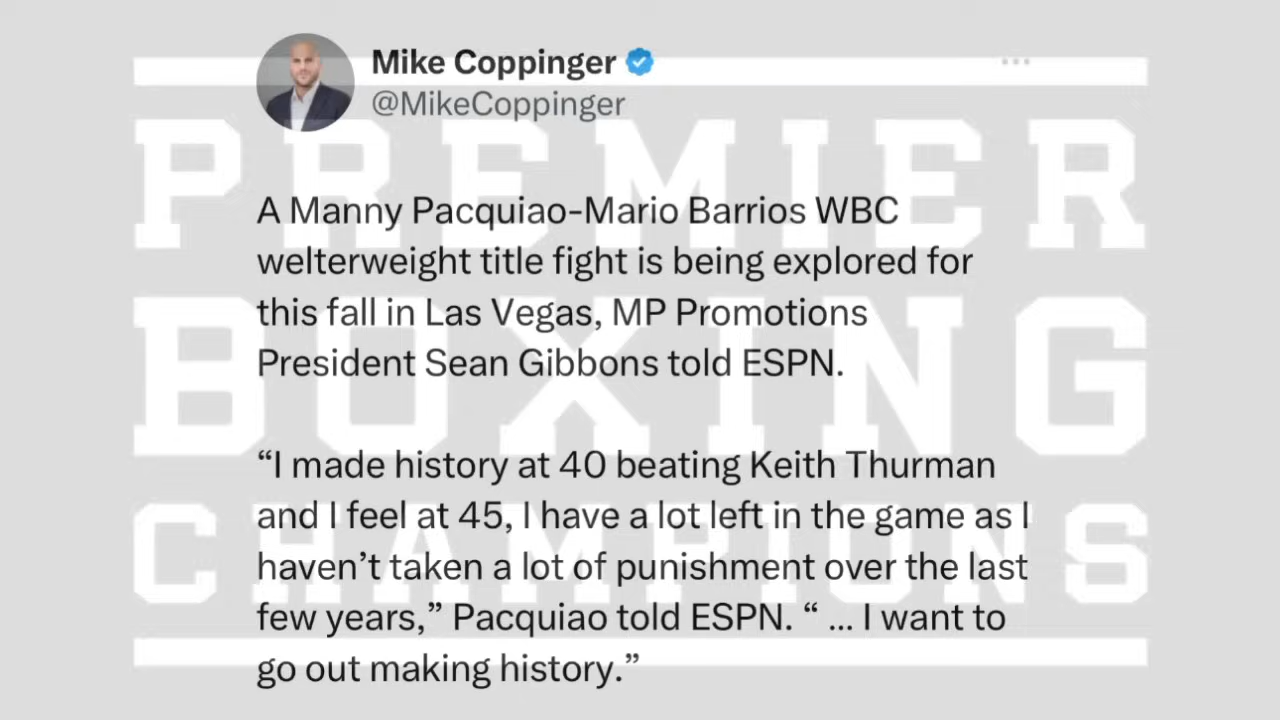 Mike Coppinger
@MikeCoppinger
PREMIER
BOXING
CHAMPIONS
A Manny Pacquiao-Mario Barrios WBC
welterweight title fight is being explored for
this fall in Las Vegas, MP Promotions
President Sean Gibbons told ESPN.
“I made history at 40 beating Keith Thurman
and I feel at 45, I have a lot left in the game as I
haven’t taken a lot of punishment over the last
few years,” Pacquiao told ESPN. “ ... I want to
go out making history.”